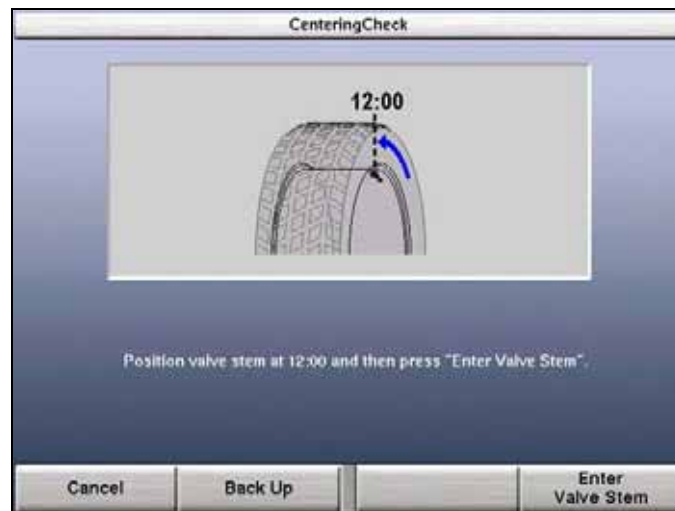 CenteringCheck
12:00
Position valve stem at 12:00 and then press "Enter Valve Stem".
Cancel
Back Up
Enter
Valve Stem